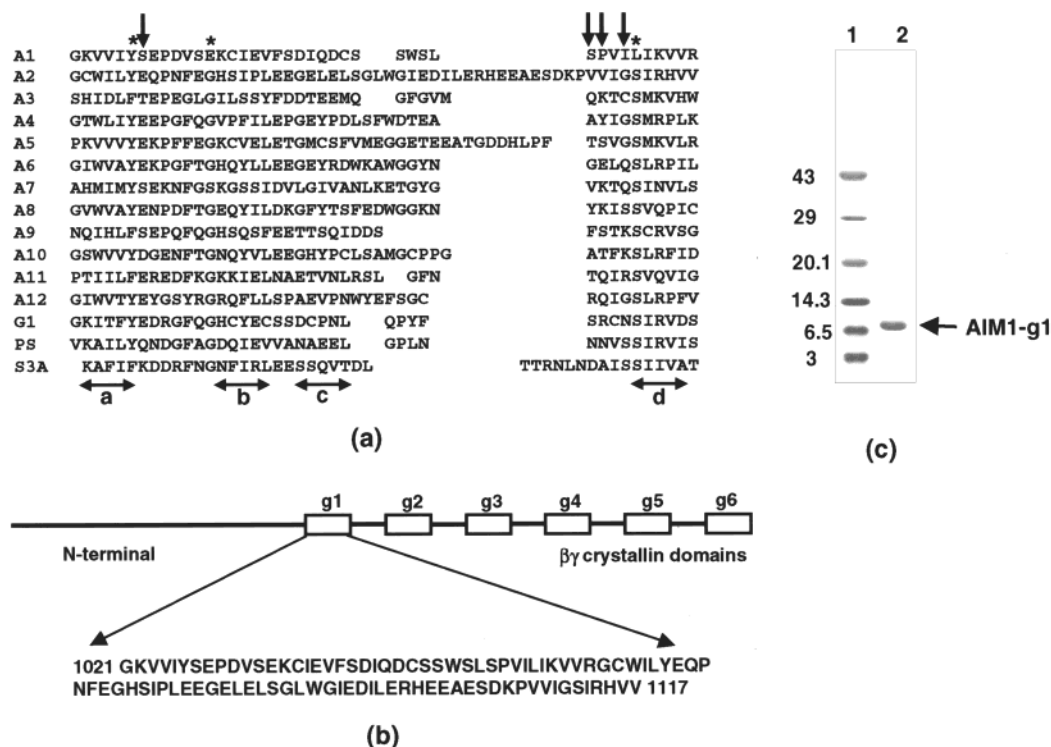 * *
*
A1 GKVVIYSEPDVSEKCIEVFSDIQDCS SWSL SPVILIKVVR
A2 GCWILYEQPNFEGHSIPLEEGELELSGLWGIEDILERHEEAESDKPVVIGSIRHVV
A3 SHIDLFTEPEGLGILSSYFDDTEEMQ GFGVM QKTCSMKVHW
A4 GTWLIYEEPGFQGVPFILEPGEYPDLSFWDTEA AYIGSMRPLK
A5 PKVVVYEKPFFEGKCVELETGMCSFVMEGGETEEATGDDHLPF TSVGSMKVLR
A6 GIWVAYEKPGFTGHQYLLEEGEYRDWKAWGGYN GELQSLRPIL
A7 AHMIMYSEKNFGSKGSSIDVLGIVANLKETGYG VKTQSINVLS
A8 GVWVAYENPDFTGEQYILDKGFYTSFEDWGGKN YKISSVQPIC
A9 NQIHLFSEPQFQGHSQSFEETTSQIDDS FSTKSCRVSG
A10 GSWVVYDGENFTGNQYVLEEGHYPCLSAMGCPPG ATFKSLRFID
A11 PTIILFEREDFKGKKIELNAETVNLRSL GFN TQIRSVQVIG
A12 GIWVTYEYGSYRGRQFLLSPAEVPNWYEFSGC RQIGSLRPFV
G1 GKITFYEDRGFQGHCYECSSDCPNL QPYF SRCNSIRVDS
PS VKAILYQNDGFAGDQIEVVANAEEL GPLN NNVSSIRVIS
S3A KAFIFKDDRFNGNFIRLEESSQVTDL TTRNLNDAISSIIVAT
a b c d
(a)
1 2
43
29
20.1
14.3
6.5
3
AIM1-g1
(c)
g1 g2 g3 g4 g5 g6
N-terminal βγ crystallin domains
1021 GKVVIYSEPDVSEKCIEVFSDIQDCSSWSLSPVILIKVVRGCWILYEQP
NFEGHSIPLEEGELELSGLWGIEDILERHEEAESDKPVVIGSIRHVV 1117
(b)